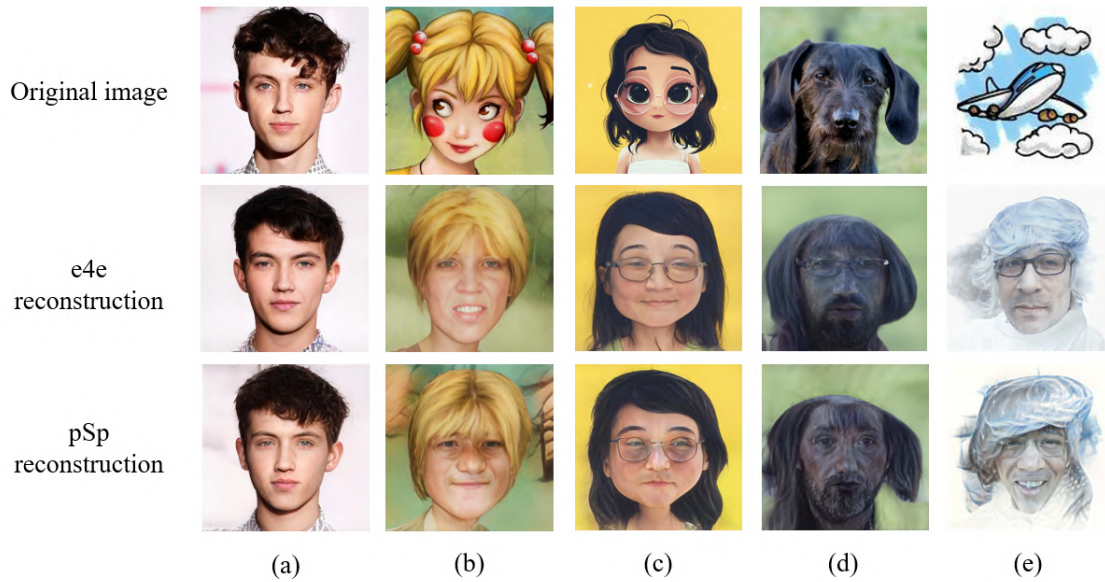 Original image
e4e
reconstruction
pSp
reconstruction
(a) (b) (c) (d) (e)